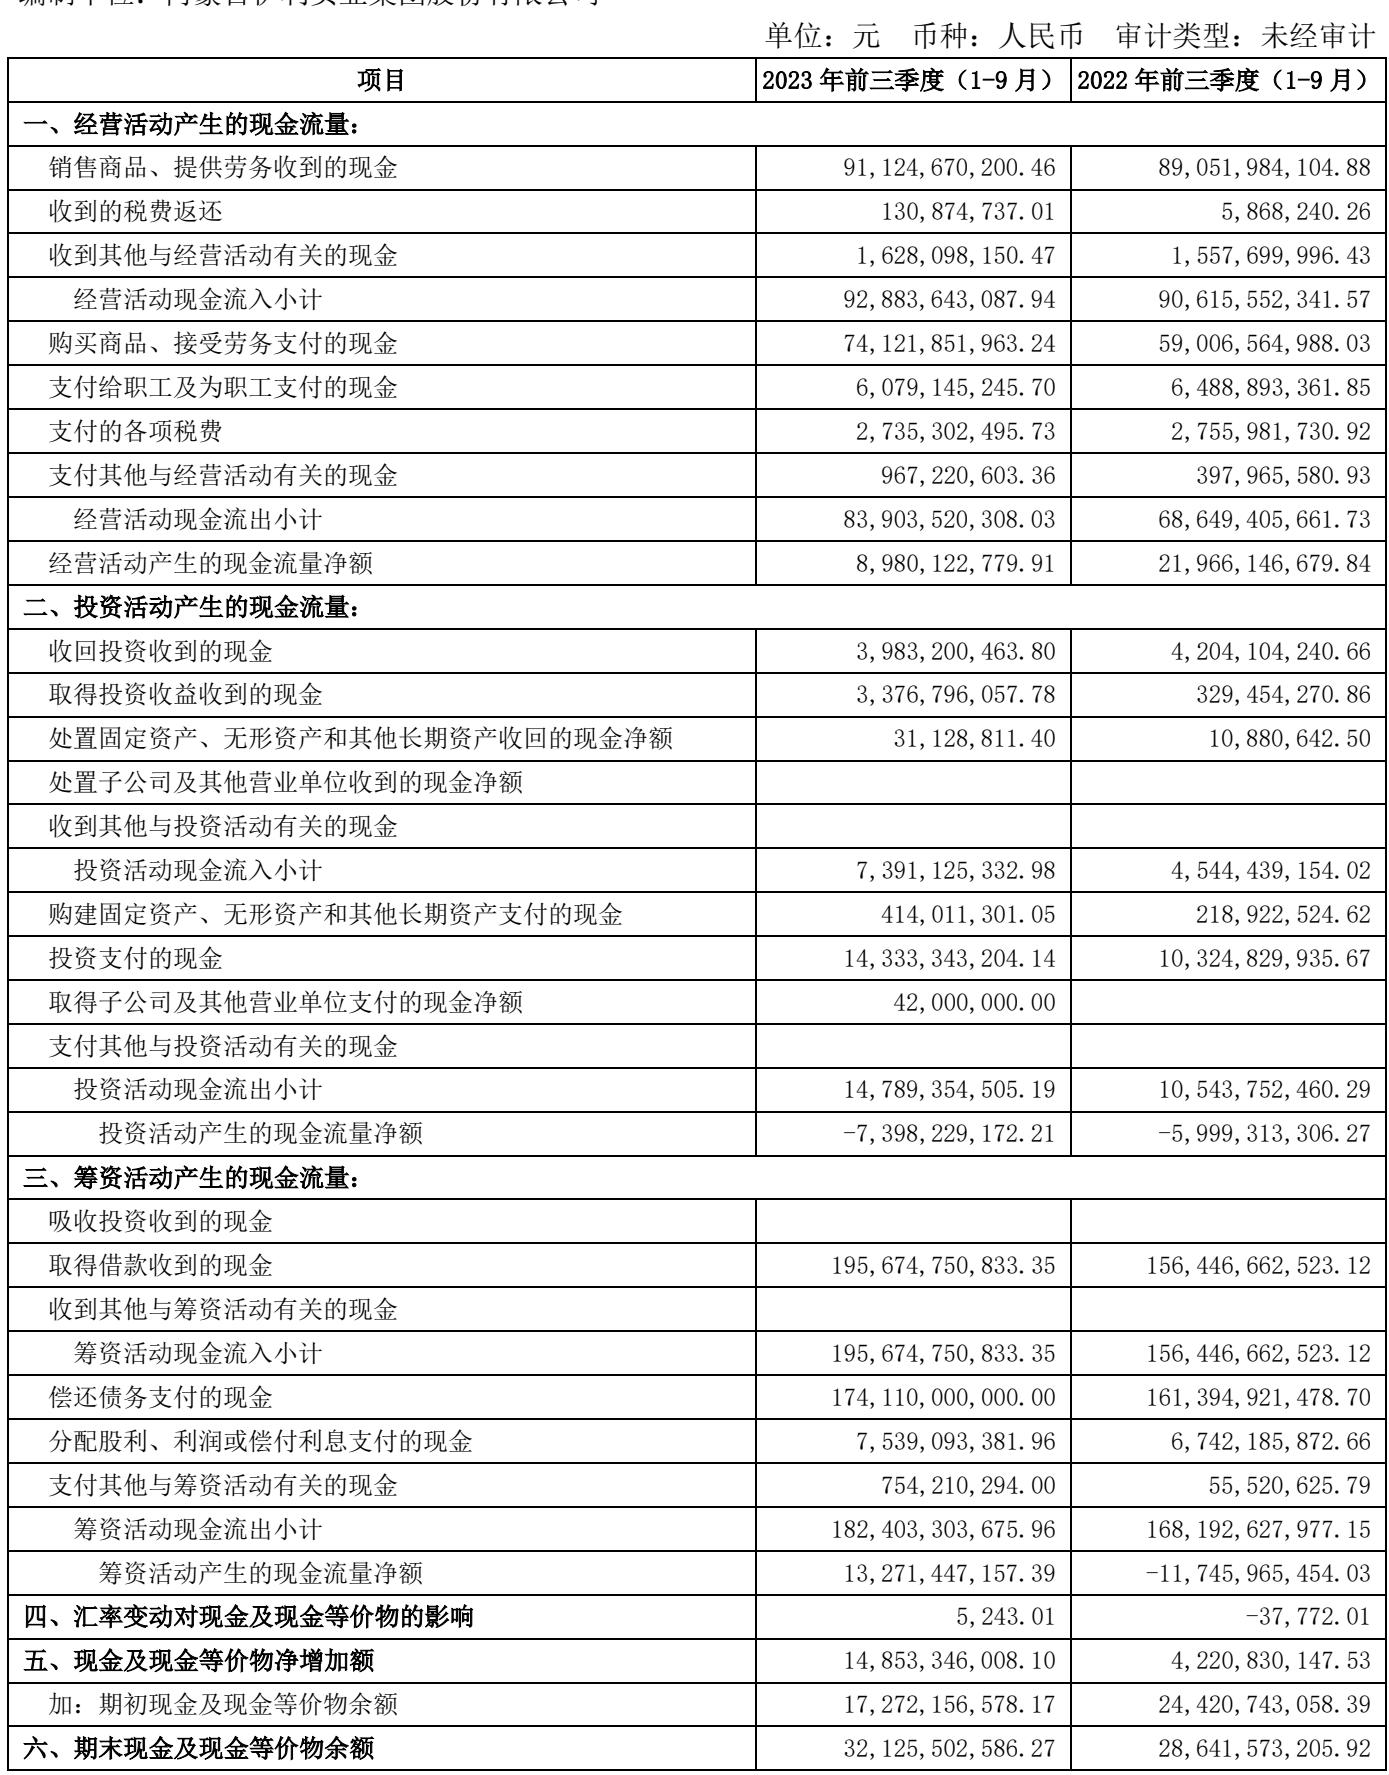 单位：元 币种：人民币 审计类型：未经审计
项目 2023 年前三季度（1-9 月） 2022 年前三季度（1-9 月）
一、经营活动产生的现金流量：
销售商品、提供劳务收到的现金 91,124,670,200.46 89,051,984,104.88
收到的税费返还 130,874,737.01 5,868,240.26
收到其他与经营活动有关的现金 1,628,098,150.47 1,557,699,996.43
经营活动现金流入小计 92,883,643,087.94 90,615,552,341.57
购买商品、接受劳务支付的现金 74,121,851,963.24 59,006,564,988.03
支付给职工及为职工支付的现金 6,079,145,245.70 6,488,893,361.85
支付的各项税费 2,735,302,495.73 2,755,981,730.92
支付其他与经营活动有关的现金 967,220,603.36 397,965,580.93
经营活动现金流出小计 83,903,520,308.03 68,649,405,661.73
经营活动产生的现金流量净额 8,980,122,779.91 21,966,146,679.84
二、投资活动产生的现金流量：
收回投资收到的现金 3,983,200,463.80 4,204,104,240.66
取得投资收益收到的现金 3,376,796,057.78 329,454,270.86
处置固定资产、无形资产和其他长期资产收回的现金净额 31,128,811.40 10,880,642.50
处置子公司及其他营业单位收到的现金净额
收到其他与投资活动有关的现金
投资活动现金流入小计 7,391,125,332.98 4,544,439,154.02
购建固定资产、无形资产和其他长期资产支付的现金 414,011,301.05 218,922,524.62
投资支付的现金 14,333,343,204.14 10,324,829,935.67
取得子公司及其他营业单位支付的现金净额 42,000,000.00
支付其他与投资活动有关的现金
投资活动现金流出小计 14,789,354,505.19 10,543,752,460.29
投资活动产生的现金流量净额 -7,398,229,172.21 -5,999,313,306.27
三、筹资活动产生的现金流量：
吸收投资收到的现金
取得借款收到的现金 195,674,750,833.35 156,446,662,523.12
收到其他与筹资活动有关的现金
筹资活动现金流入小计 195,674,750,833.35 156,446,662,523.12
偿还债务支付的现金 174,110,000,000.00 161,394,921,478.70
分配股利、利润或偿付利息支付的现金 7,539,093,381.96 6,742,185,872.66
支付其他与筹资活动有关的现金 754,210,294.00 55,520,625.79
筹资活动现金流出小计 182,403,303,675.96 168,192,627,977.15
筹资活动产生的现金流量净额 13,271,447,157.39 -11,745,965,454.03
四、汇率变动对现金及现金等价物的影响 5,243.01 -37,772.01
五、现金及现金等价物净增加额 14,853,346,008.10 4,220,830,147.53
加：期初现金及现金等价物余额 17,272,156,578.17 24,420,743,058.39
六、期末现金及现金等价物余额 32,125,502,586.27 28,641,573,205.92